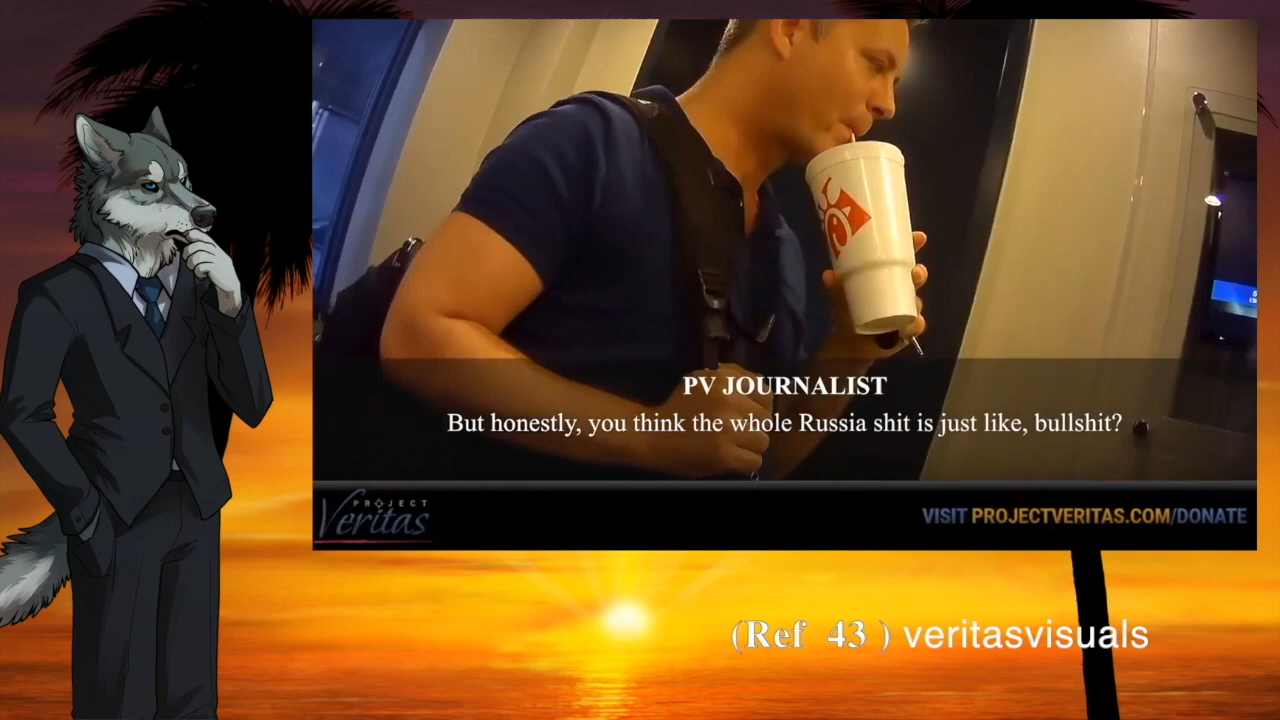 PV JOURNALIST
But honestly, you think the whole Russia shit is just like, bullshit?
PROJECT
Veritas
VISIT PROJECTVERITAS.COM/DONATE
(Ref 43 ) veritasvisuals